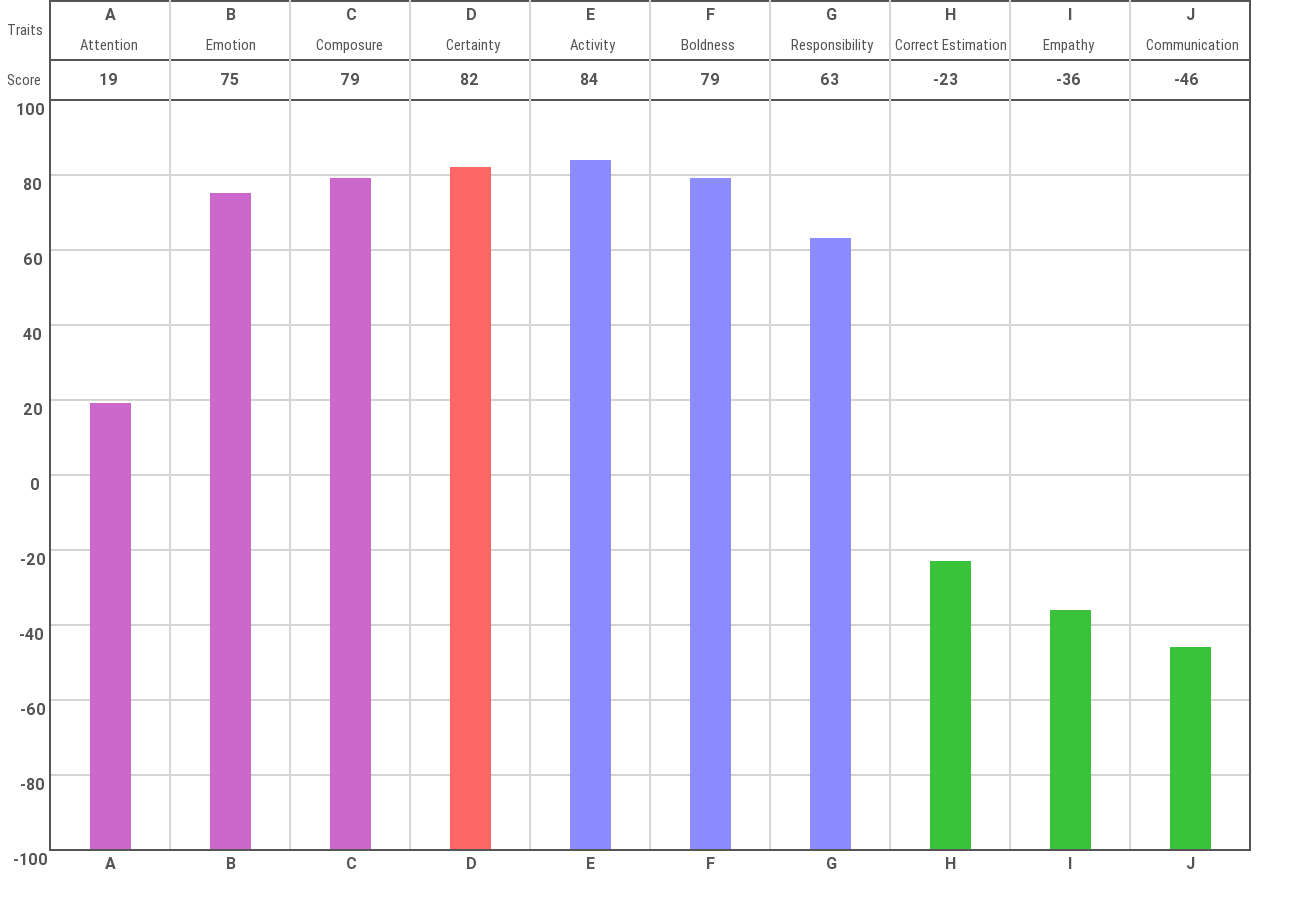 Traits
A B C D E F G H I J
Attention Emotion Composure Certainty Activity Boldness Responsibility Correct Estimation Empathy Communication
Score 19 75 79 82 84 79 63 -23 -36 -46
100
80
60
40
20
0
-20
-40
-60
-80
-100
A B C D E F G H I J